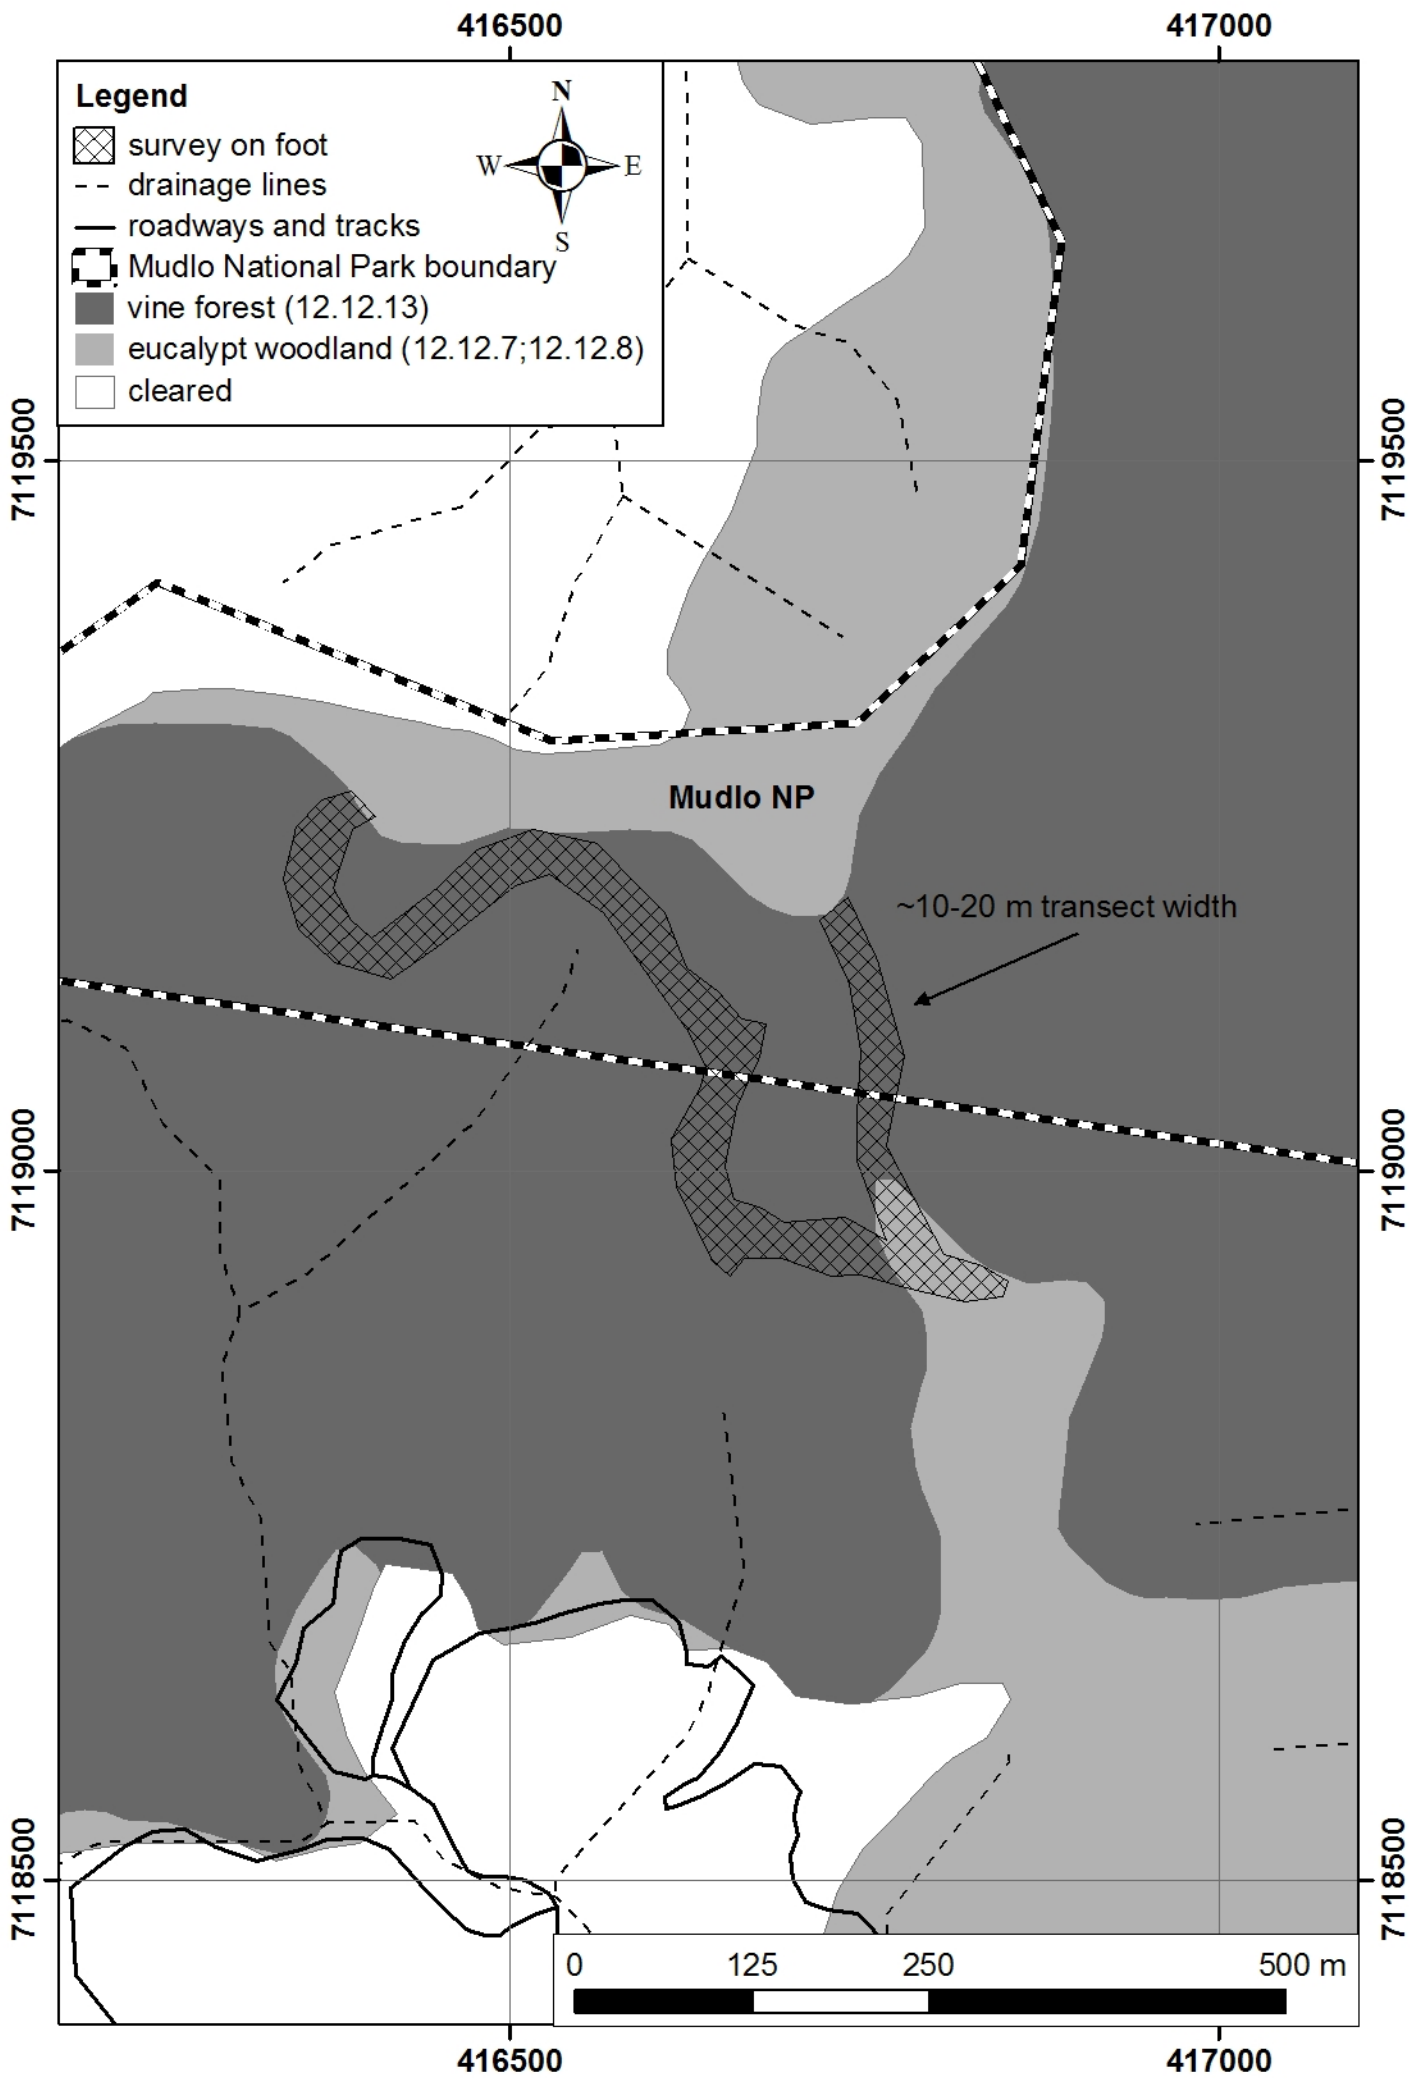 416500
417000
Legend
survey on foot
drainage lines
roadways and tracks
Mudlo National Park boundary
vine forest (12.12.13)
eucalypt woodland (12.12.7;12.12.8)
cleared
N
W
E
S
7119500
7119500
Mudlo NP
~10-20 m transect width
7119000
7119000
7118500
7118500
0 125 250 500 m
416500
417000